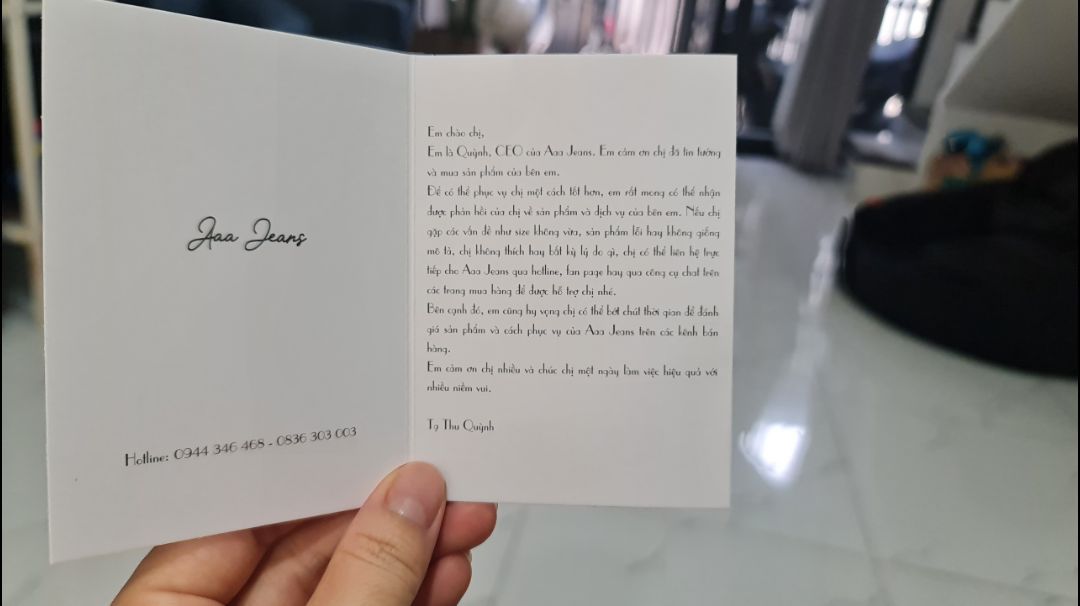 Aaa Jeans
Hotline: 0944 346 468 - 0836 303 003
Em chào chị,
Em là Quỳnh, CEO của Aaa Jeans. Em cảm ơn chị đã tin tưởng
và mua sản phẩm của bên em.
Để có thể phục vụ chị một cách tốt hơn, em rất mong có thể nhận
được phản hồi của chị về sản phẩm và dịch vụ của bên em. Nếu chị
gặp các vấn đề như size không vừa, sản phẩm lỗi hay không giống
mô tả, chị không thích hay bất kỳ lý do gì, chị có thể liên hệ trực
tiếp cho Aaa Jeans qua hotline, fan page hay qua công cụ chat trên
các trang mua hàng để được hỗ trợ chị nhé.
Bên cạnh đó, em cũng hy vọng chị có thể bớt chút thời gian để đánh
giá sản phẩm và cách phục vụ của Aaa Jeans trên các kênh bán
hàng.
Em cảm ơn chị nhiều và chúc chị một ngày làm việc hiệu quả với
nhiều niềm vui.
Tạ Thu Quỳnh